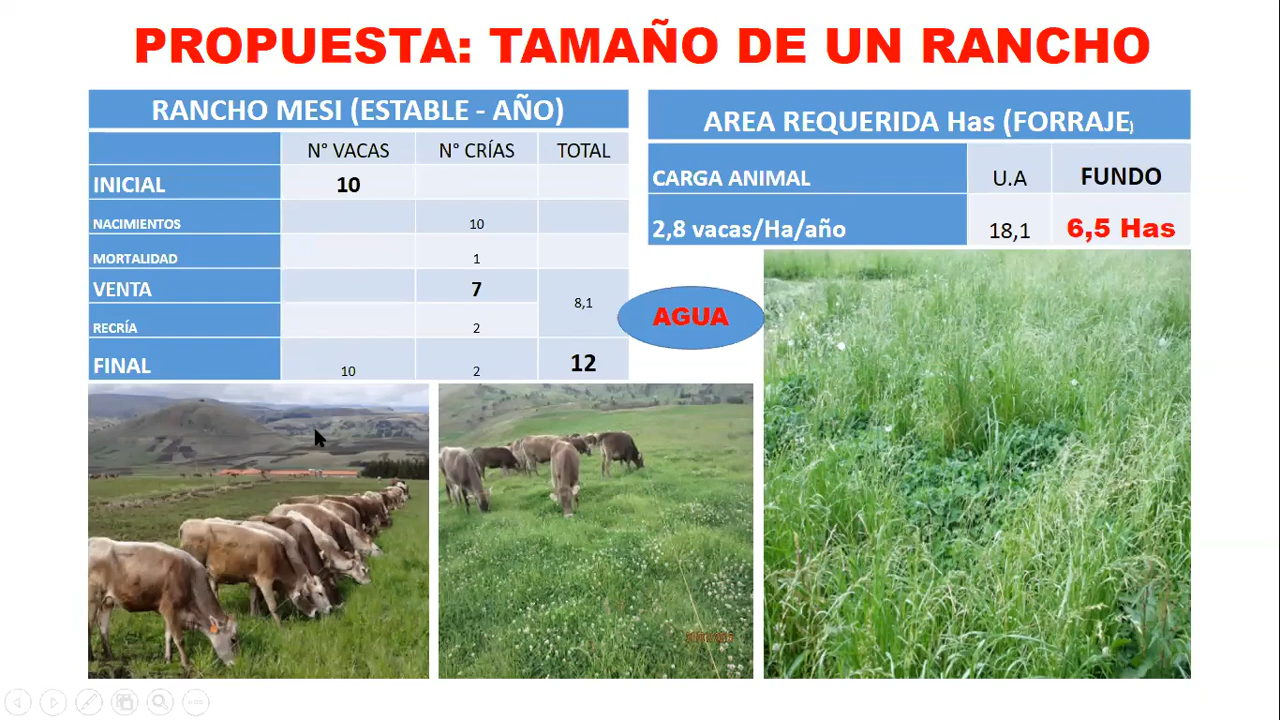 PROPUESTA: TAMAÑO DE UN RANCHO
RANCHO MESI (ESTABLE - AÑO)
N° VACAS N° CRÍAS TOTAL
INICIAL 10
NACIMIENTOS 10
MORTALIDAD 1
VENTA 7
8,1
RECRÍA 2
FINAL 10 2 12
AREA REQUERIDA Has (FORRAJE)
CARGA ANIMAL U.A FUNDO
2,8 vacas/Ha/año 18,1 6,5 Has
AGUA